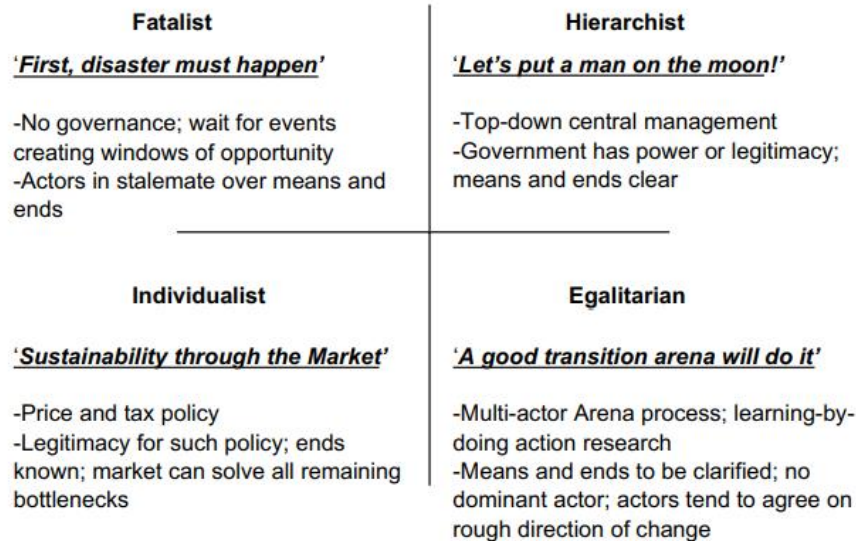 Fatalist
'First, disaster must happen'
-No governance; wait for events
creating windows of opportunity
-Actors in stalemate over means and
ends
Hierarchist
'Let's put a man on the moon!'
-Top-down central management
-Government has power or legitimacy;
means and ends clear
Individualist
'Sustainability through the Market'
-Price and tax policy
-Legitimacy for such policy; ends
known; market can solve all remaining
bottlenecks
Egalitarian
'A good transition arena will do it'
-Multi-actor Arena process; learning-by-
doing action research
-Means and ends to be clarified; no
dominant actor; actors tend to agree on
rough direction of change